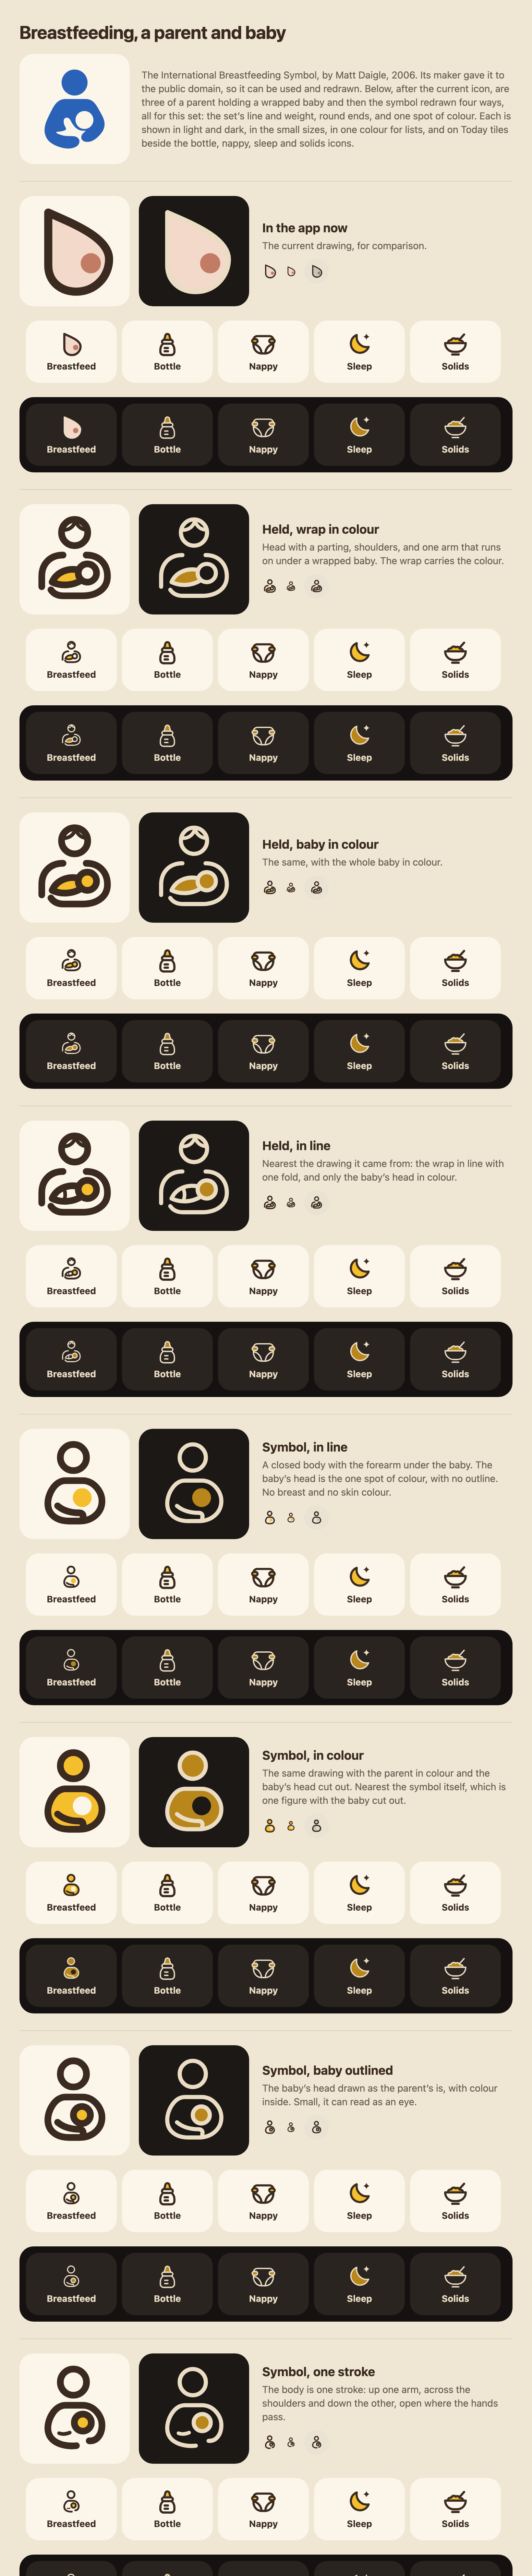 Breastfeeding, a parent and baby
The International Breastfeeding Symbol, by Matt Daigle, 2006. Its maker gave it to
the public domain, so it can be used and redrawn. Below, after the current icon, are
three of a parent holding a wrapped baby and then the symbol redrawn four ways,
all for this set: the set's line and weight, round ends, and one spot of colour. Each is
shown in light and dark, in the small sizes, in one colour for lists, and on Today tiles
beside the bottle, nappy, sleep and solids icons.
In the app now
The current drawing, for comparison.
Breastfeed Bottle Nappy Sleep Solids
Breastfeed Bottle Nappy Sleep Solids
Held, wrap in colour
Head with a parting, shoulders, and one arm that runs
on under a wrapped baby. The wrap carries the colour.
Breastfeed Bottle Nappy Sleep Solids
Breastfeed Bottle Nappy Sleep Solids
Held, baby in colour
The same, with the whole baby in colour.
Breastfeed Bottle Nappy Sleep Solids
Breastfeed Bottle Nappy Sleep Solids
Held, in line
Nearest the drawing it came from: the wrap in line with
one fold, and only the baby's head in colour.
Breastfeed Bottle Nappy Sleep Solids
Breastfeed Bottle Nappy Sleep Solids
Symbol, in line
A closed body with the forearm under the baby. The
baby's head is the one spot of colour, with no outline.
No breast and no skin colour.
Breastfeed Bottle Nappy Sleep Solids
Breastfeed Bottle Nappy Sleep Solids
Symbol, in colour
The same drawing with the parent in colour and the
baby's head cut out. Nearest the symbol itself, which is
one figure with the baby cut out.
Breastfeed Bottle Nappy Sleep Solids
Breastfeed Bottle Nappy Sleep Solids
Symbol, baby outlined
The baby's head drawn as the parent's is, with colour
inside. Small, it can read as an eye.
Breastfeed Bottle Nappy Sleep Solids
Breastfeed Bottle Nappy Sleep Solids
Symbol, one stroke
The body is one stroke: up one arm, across the
shoulders and down the other, open where the hands
pass.
Breastfeed Bottle Nappy Sleep Solids